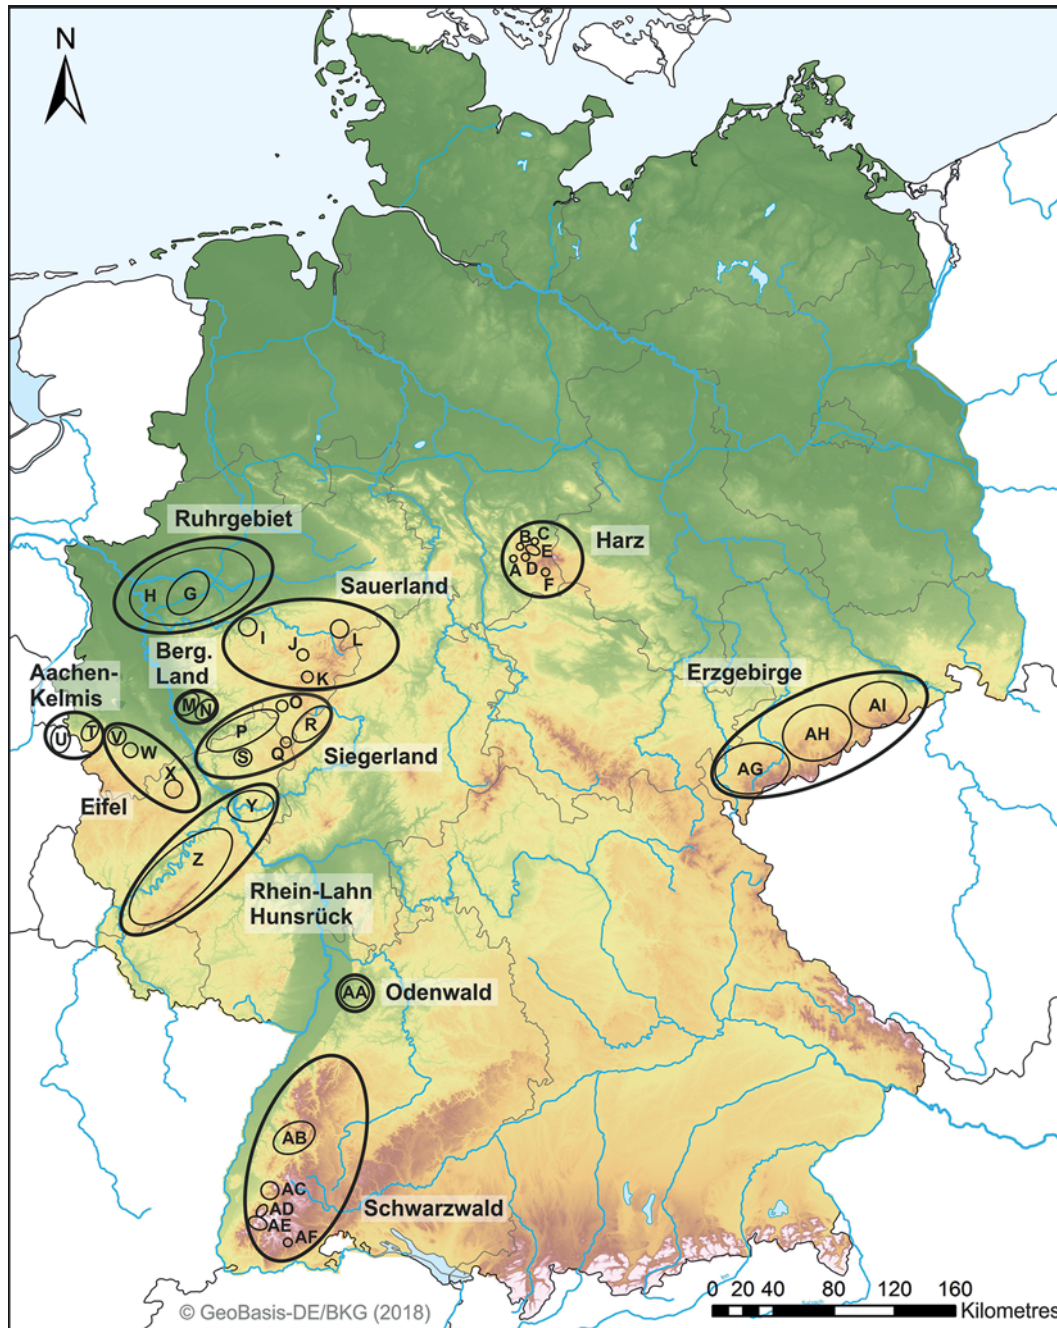 N
Ruhrgebiet
H
G
Sauerland
I
J
L
K
B
C
E
A
D
F
Harz
Berg.
Land
M
N
Aachen-
Kelmis
U
T
V
W
X
Eifel
O
P
R
Q
S
Siegerland
Erzgebirge
AI
AH
AG
Y
Z
Rhein-Lahn
Hunsrück
AA
Odenwald
AB
AC
AD
AE
AF
Schwarzwald
0 20 40 80 120 160
Kilometres
© GeoBasis-DE/BKG (2018)